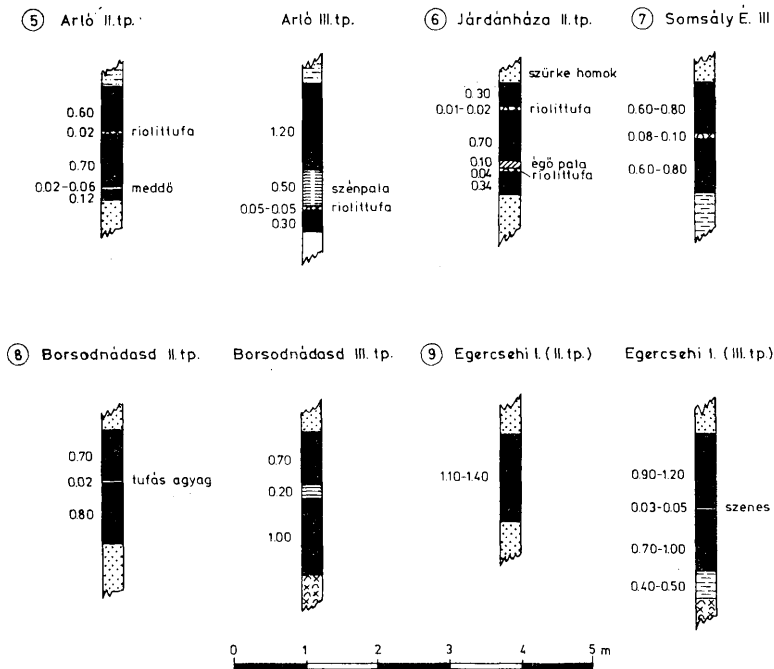 5 Arló II. tp.
0.60
0.02 riolittufa
0.70
0.02-0.06 meddő
0.12
Arló III. tp.
1.20
0.50 szénpala
0.05-0.05 riolittufa
0.30
6 Járdánháza II. tp.
szürke homok
0.30
0.01-0.02 riolittufa
0.70
0.10 égő pala
0.04 riolittufa
0.34
7 Somsály É. III
0.60-0.80
0.08-0.10
0.60-0.80
8 Borsodnádasd II. tp.
0.70
0.02 tufás agyag
0.80
Borsodnádasd III. tp.
0.70
0.20
1.00
9 Egercsehi I. (II. tp.)
1.10-1.40
Egercsehi I. (III. tp.)
0.90-1.20
0.03-0.05 szenes
0.70-1.00
0.40-0.50
0 1 2 3 4 5 m